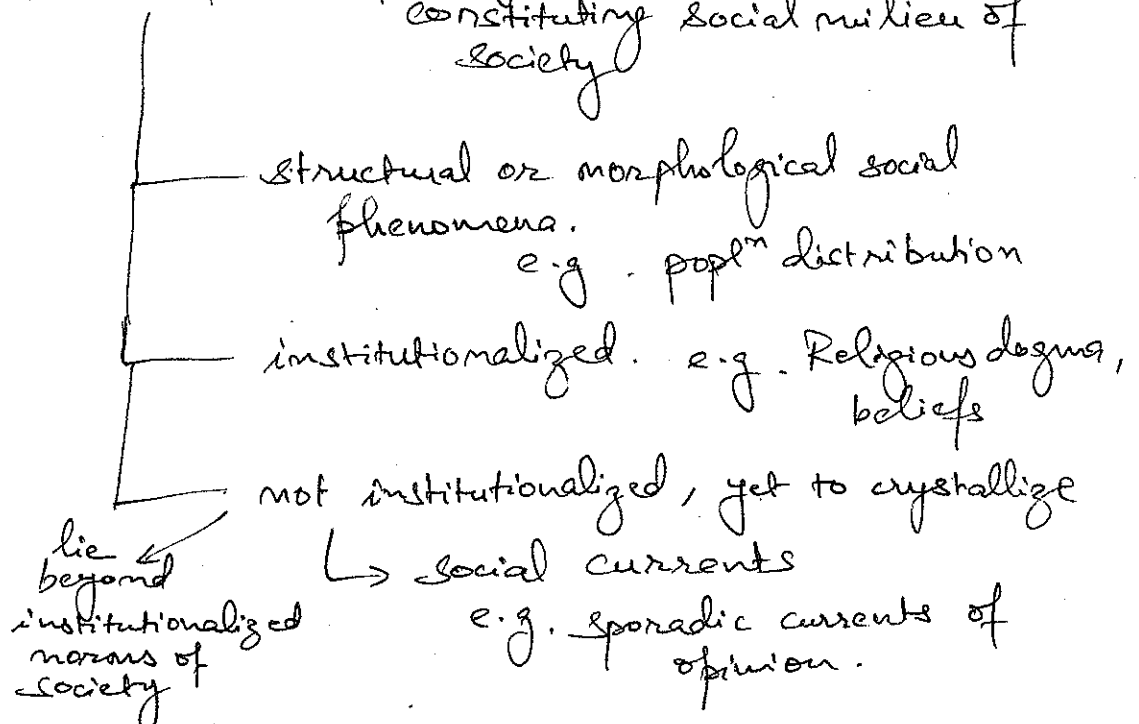 constituting social milieu of
society
structural or morphological social
phenomena.
e.g. poplⁿ distribution
institutionalized. e.g. Religious dogma,
beliefs
not institutionalized, yet to crystallize
lie
beyond
institutionalized
norms of
society
↳ social currents
e.g. sporadic currents of
opinion.